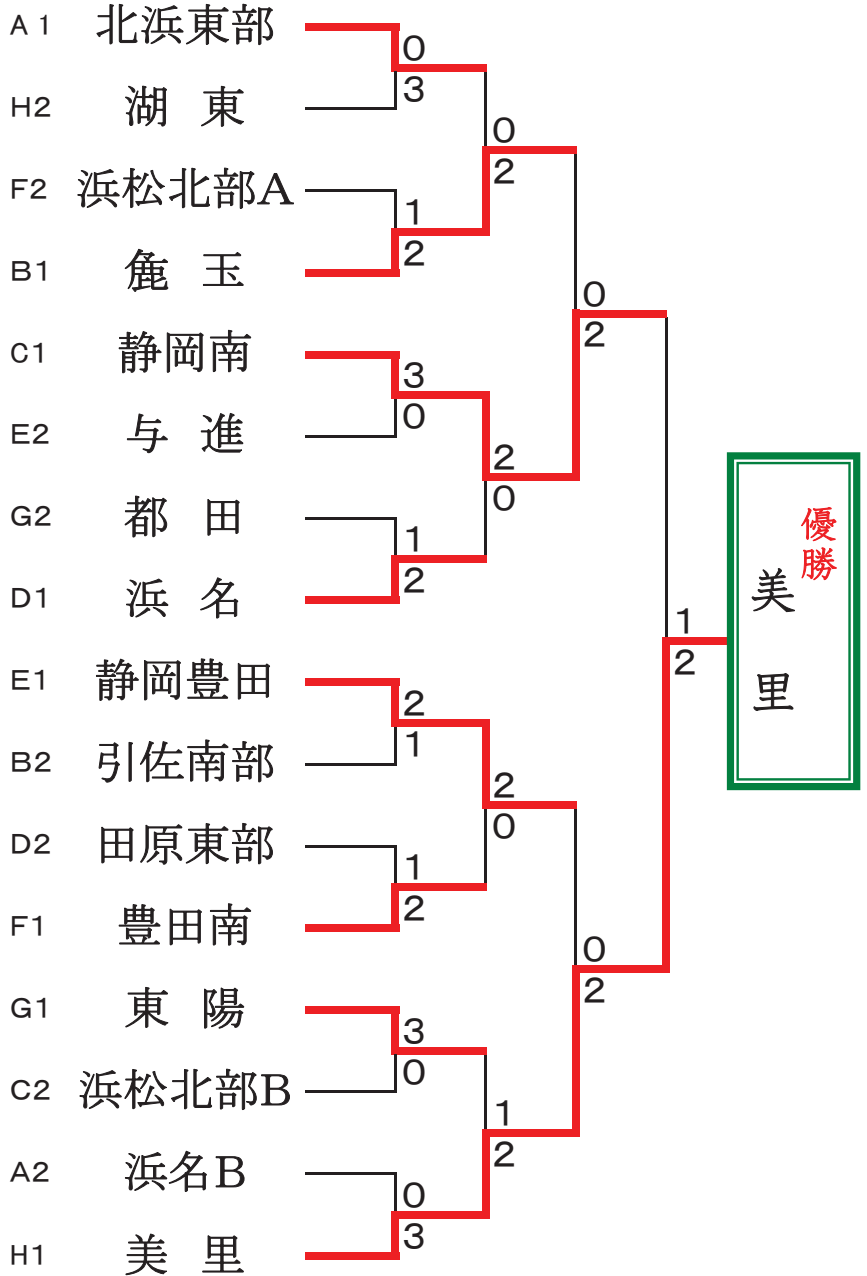 A1 北浜東部
0
3
H2 湖東
0
2
F2 浜松北部A
1
2
B1 麁玉
0
2
C1 静岡南
3
0
E2 与進
2
0
G2 都田
1
2
D1 浜名
優勝
美里
1
2
E1 静岡豊田
2
1
B2 引佐南部
2
0
D2 田原東部
1
2
F1 豊田南
0
2
G1 東陽
3
0
C2 浜松北部B
1
2
A2 浜名B
0
3
H1 美里